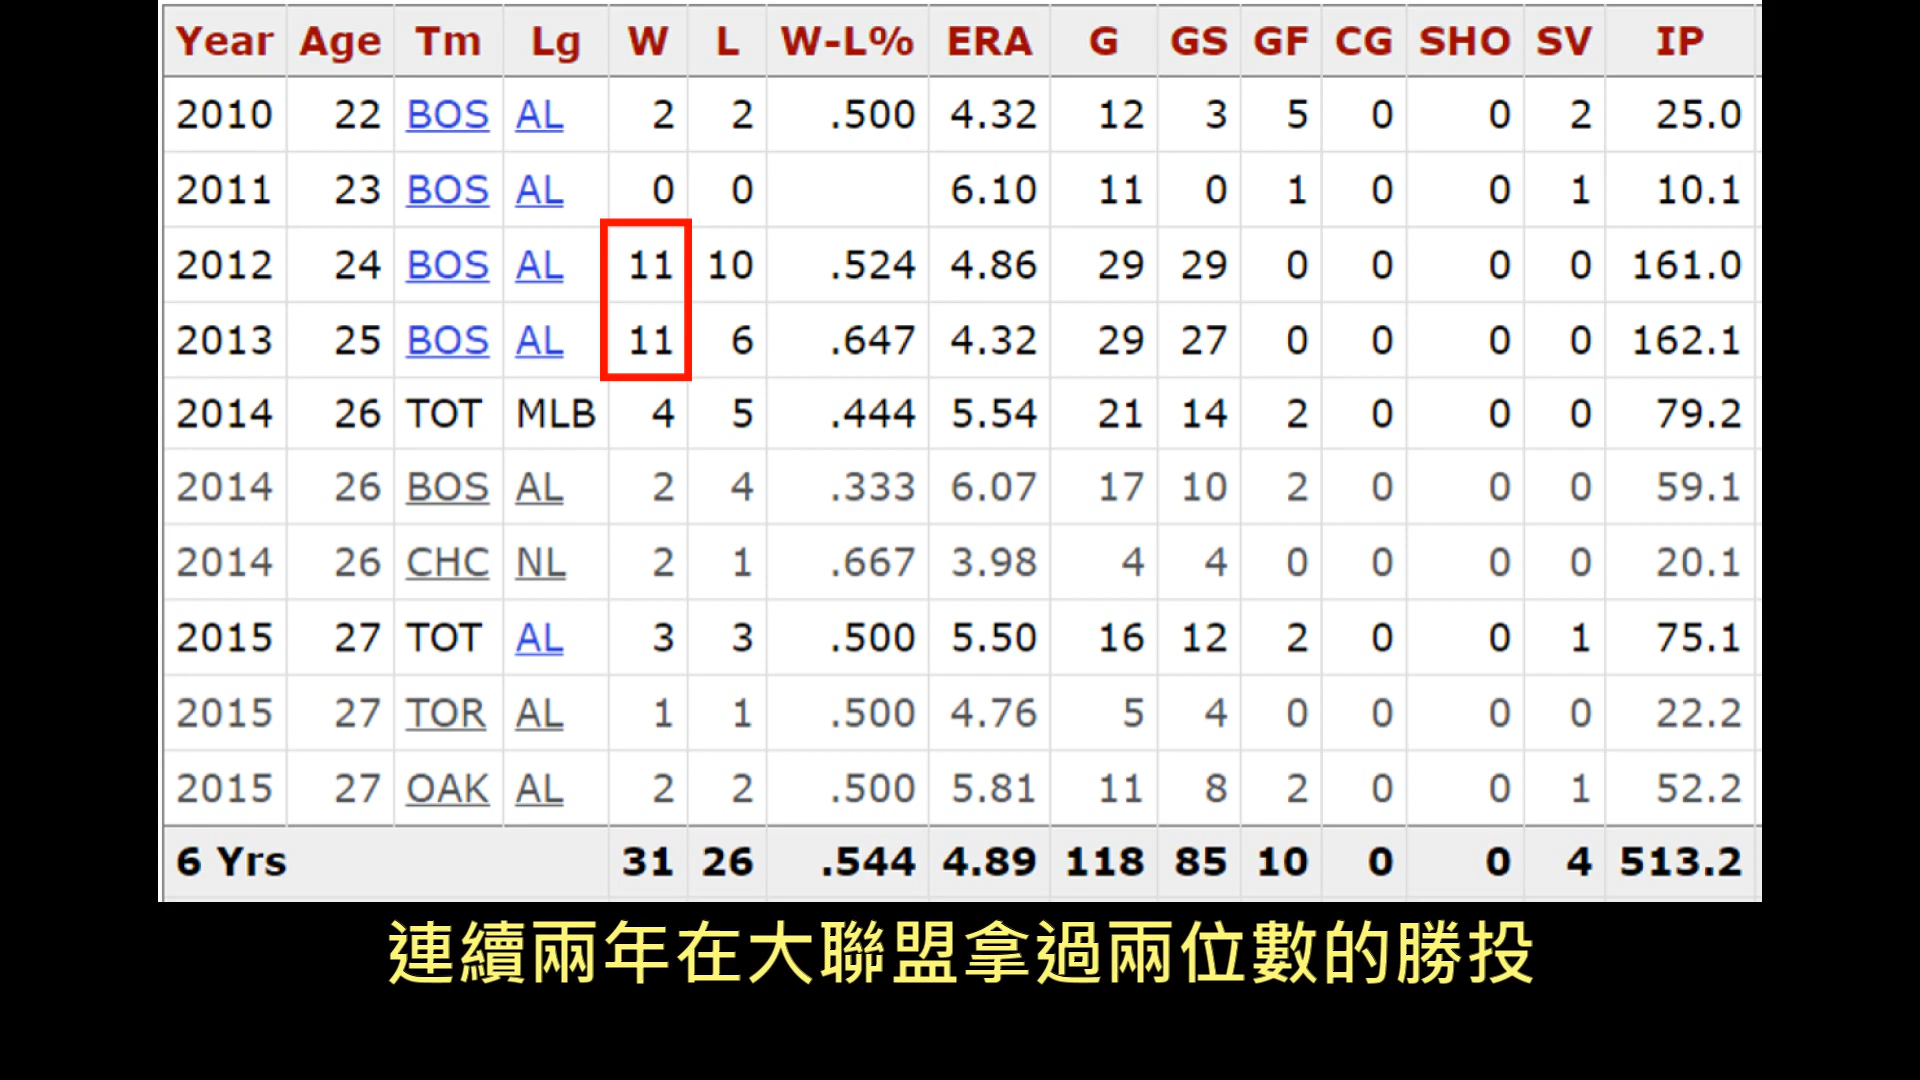 Year Age Tm Lg W L W-L% ERA G GS GF CG SHO SV IP
2010 22 BOS AL 2 2 .500 4.32 12 3 5 0 0 2 25.0
2011 23 BOS AL 0 0 6.10 11 0 1 0 0 1 10.1
2012 24 BOS AL 11 10 .524 4.86 29 29 0 0 0 0 161.0
2013 25 BOS AL 11 6 .647 4.32 29 27 0 0 0 0 162.1
2014 26 TOT MLB 4 5 .444 5.54 21 14 2 0 0 0 79.2
2014 26 BOS AL 2 4 .333 6.07 17 10 2 0 0 0 59.1
2014 26 CHC NL 2 1 .667 3.98 4 4 0 0 0 0 20.1
2015 27 TOT AL 3 3 .500 5.50 16 12 2 0 0 1 75.1
2015 27 TOR AL 1 1 .500 4.76 5 4 0 0 0 0 22.2
2015 27 OAK AL 2 2 .500 5.81 11 8 2 0 0 1 52.2
6 Yrs 31 26 .544 4.89 118 85 10 0 0 4 513.2
連續兩年在大聯盟拿過兩位數的勝投